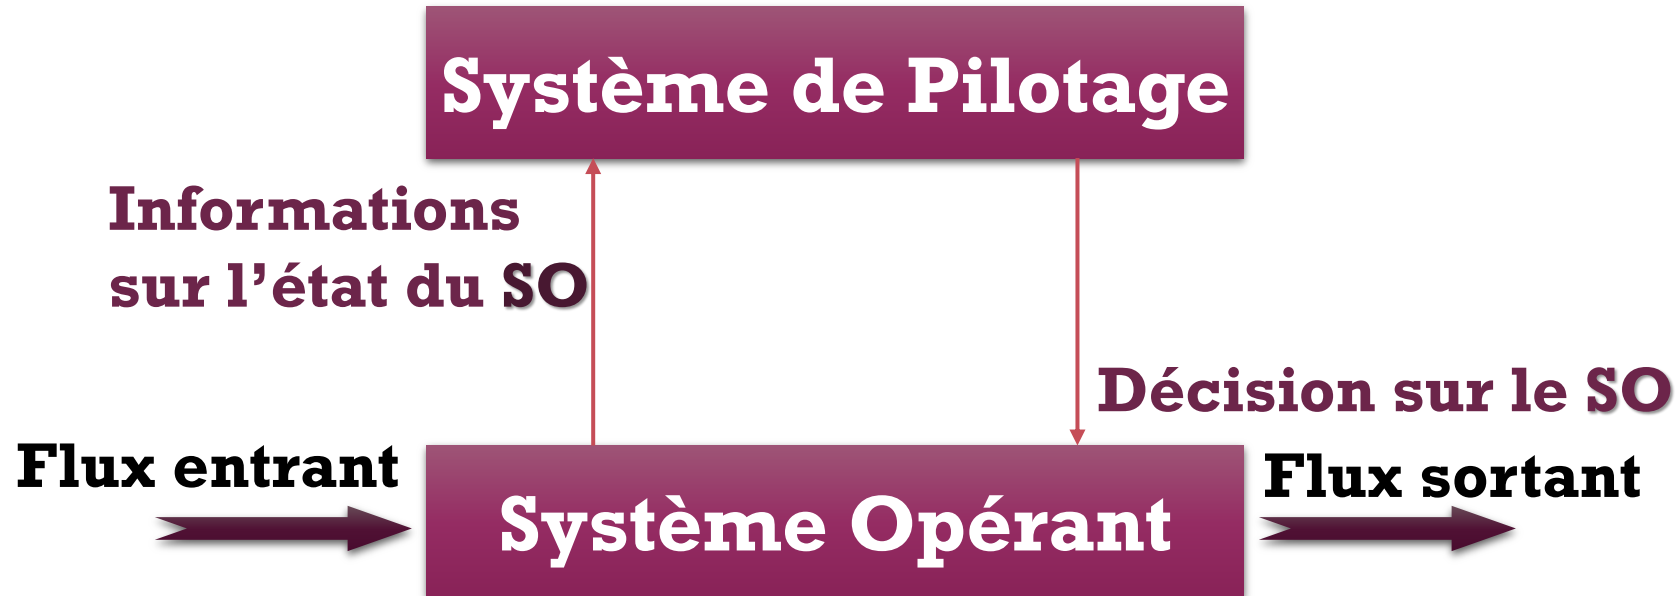 Système de Pilotage
Informations
sur l’état du SO
Décision sur le SO
Flux entrant
Flux sortant
Système Opérant